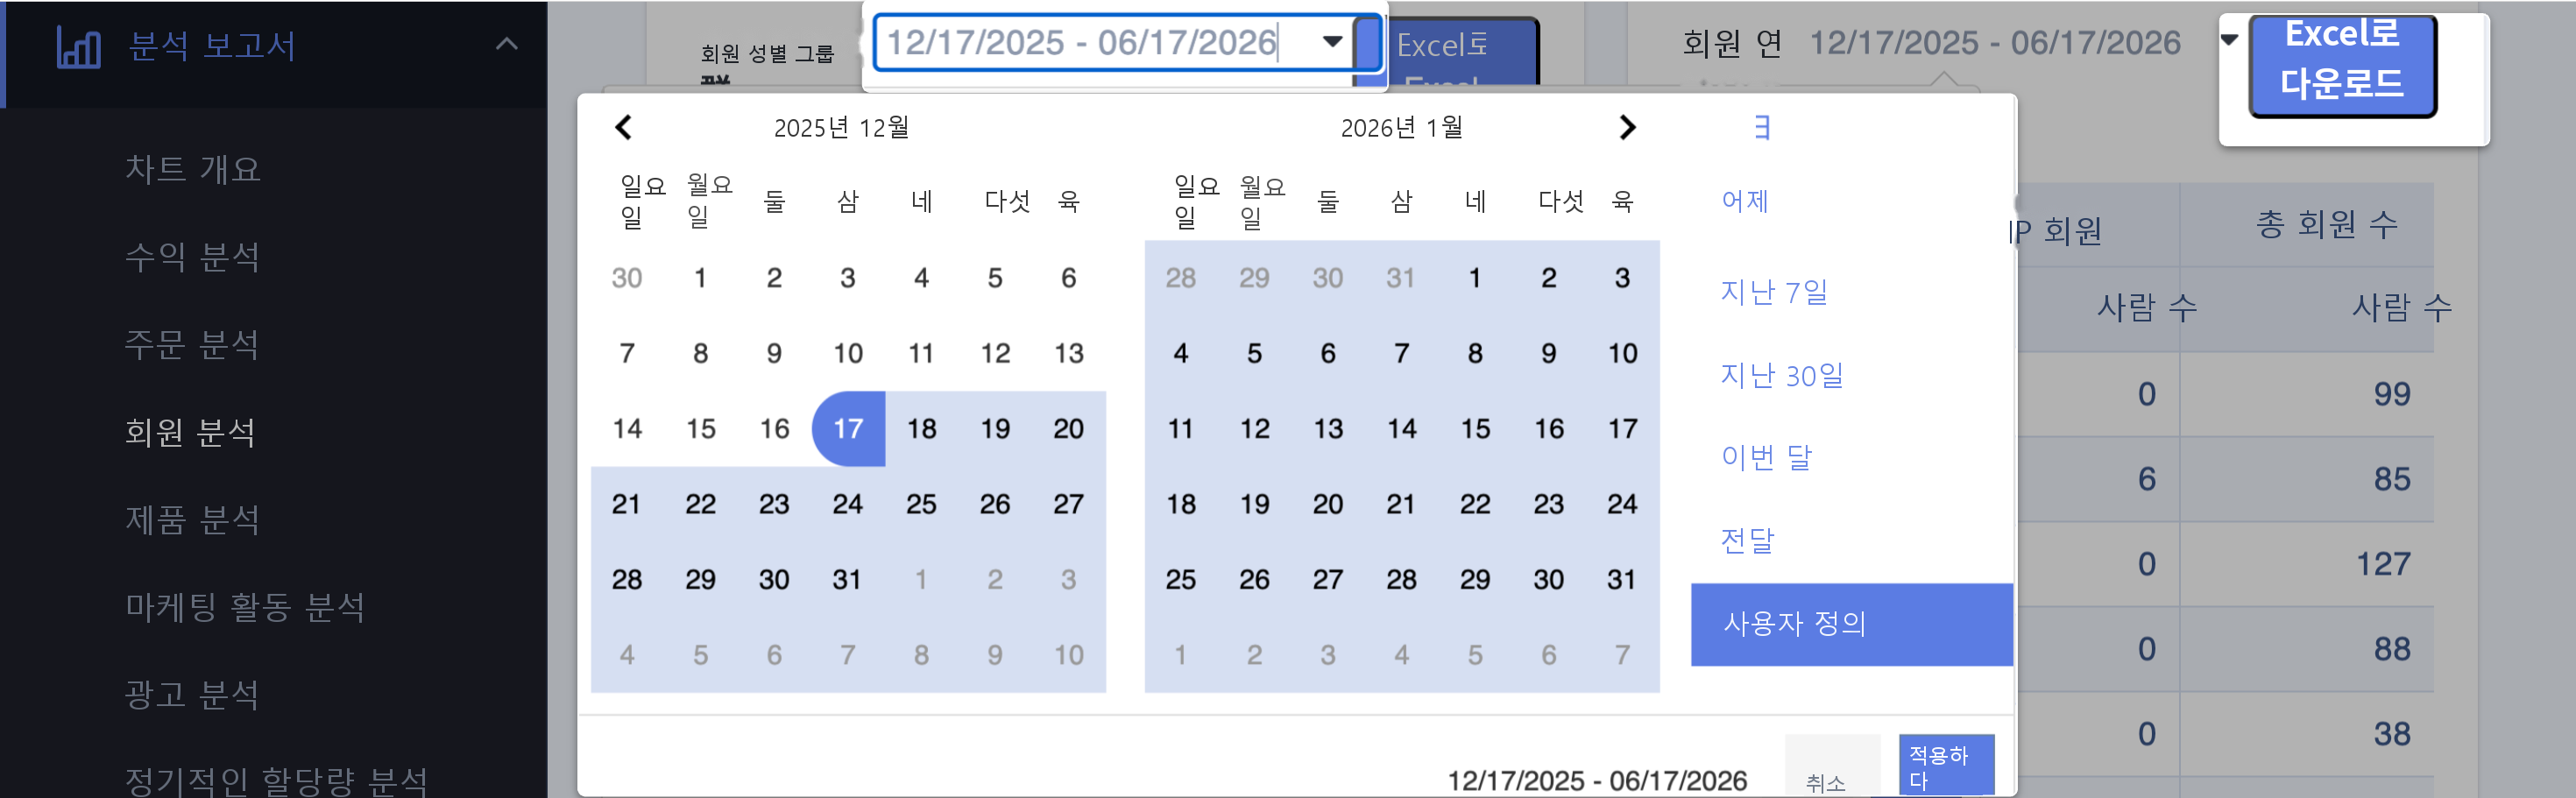 분석 보고서
차트 개요
수익 분석
주문 분석
회원 분석
제품 분석
마케팅 활동 분석
광고 분석
정기적인 할당량 분석
회원 성별 그룹
12/17/2025 - 06/17/2026
Excel로
회원 연 12/17/2025 - 06/17/2026
Excel로
다운로드
2025년 12월
일요일 월요일 둘 삼 네 다섯 육
30 1 2 3 4 5 6
7 8 9 10 11 12 13
14 15 16 17 18 19 20
21 22 23 24 25 26 27
28 29 30 31 1 2 3
4 5 6 7 8 9 10
2026년 1월
일요일 월요일 둘 삼 네 다섯 육
28 29 30 31 1 2 3
4 5 6 7 8 9 10
11 12 13 14 15 16 17
18 19 20 21 22 23 24
25 26 27 28 29 30 31
1 2 3 4 5 6 7
어제
지난 7일
지난 30일
이번 달
전달
사용자 정의
12/17/2025 - 06/17/2026
취소
적용하다
IP 회원 총 회원 수
사람 수 사람 수
0 99
6 85
0 127
0 88
0 38